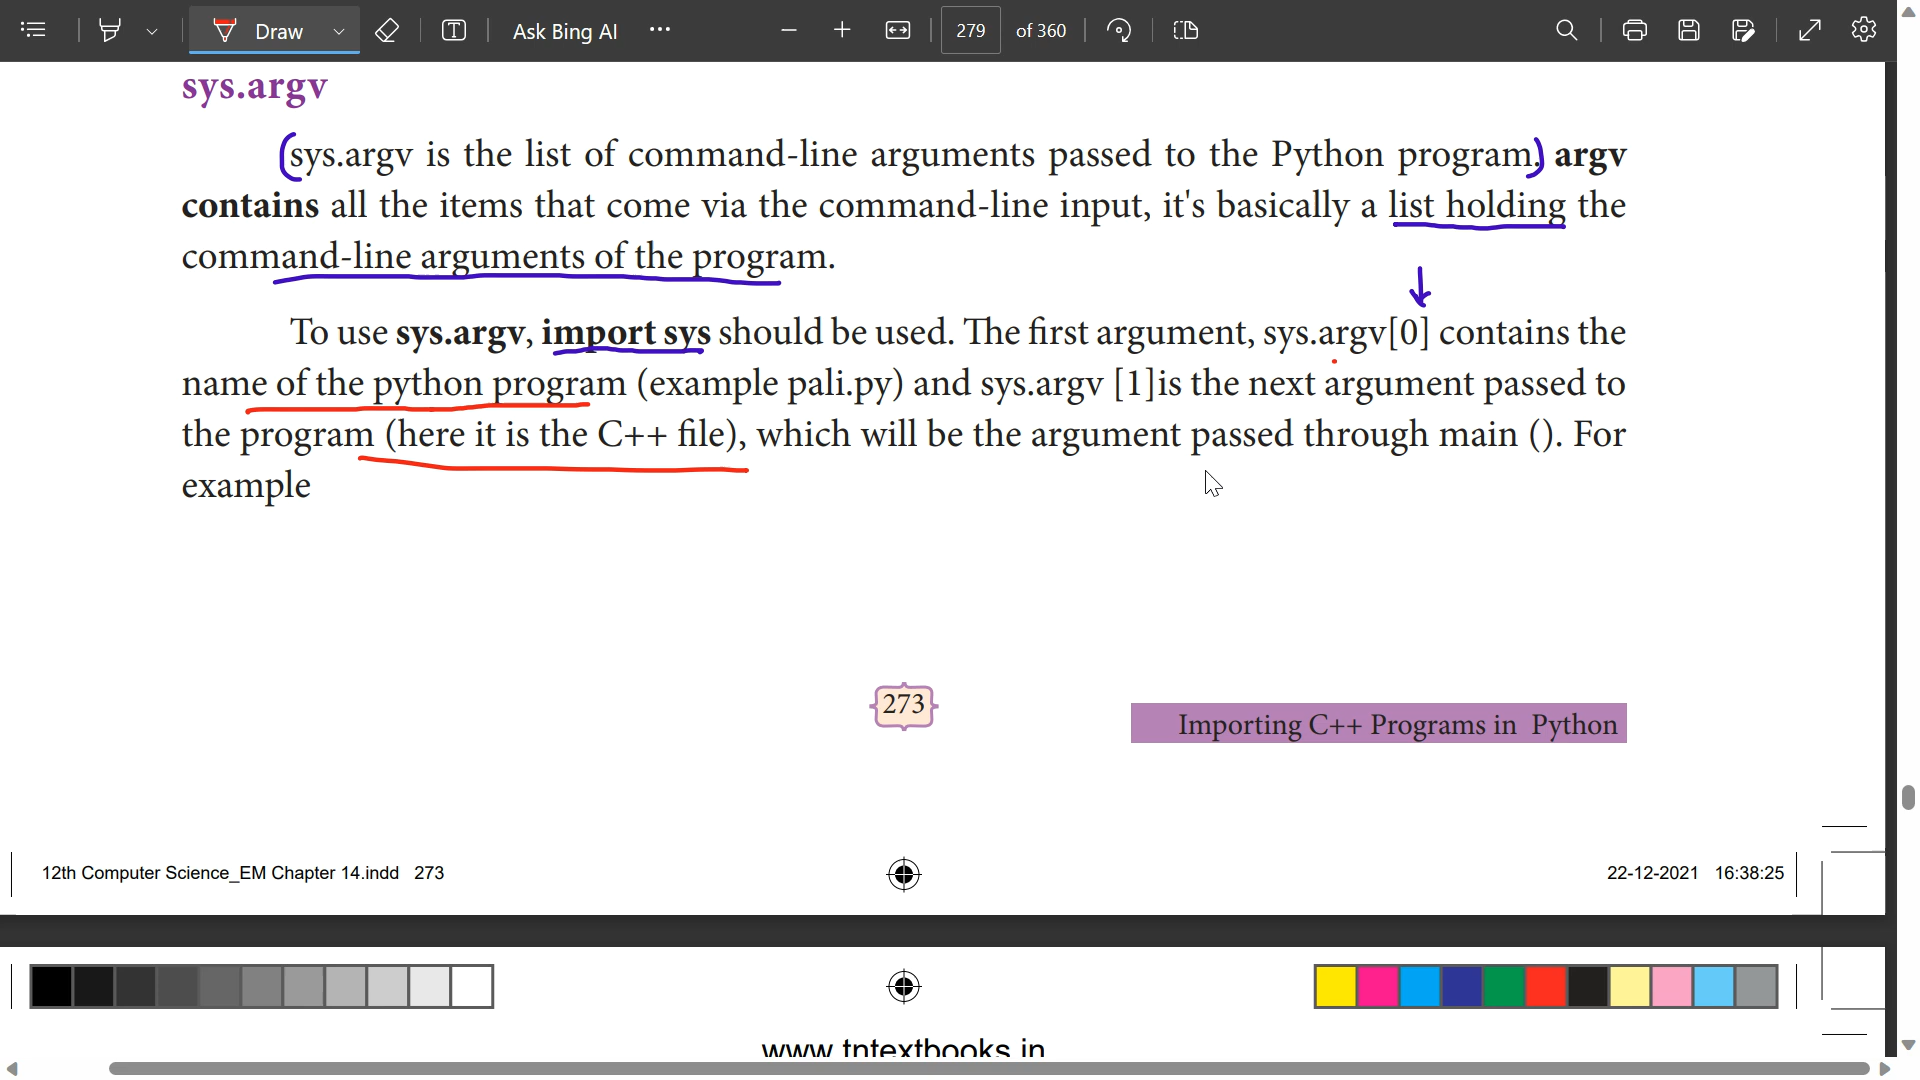 Draw
Ask Bing AI
279 of 360
sys.argv
sys.argv is the list of command-line arguments passed to the Python program. argv
contains all the items that come via the command-line input, it's basically a list holding the
command-line arguments of the program.
To use sys.argv, import sys should be used. The first argument, sys.argv[0] contains the
name of the python program (example pali.py) and sys.argv [1]is the next argument passed to
the program (here it is the C++ file), which will be the argument passed through main (). For
example
273
Importing C++ Programs in Python
12th Computer Science_EM Chapter 14.indd 273
22-12-2021 16:38:25
www.tntextbooks.in